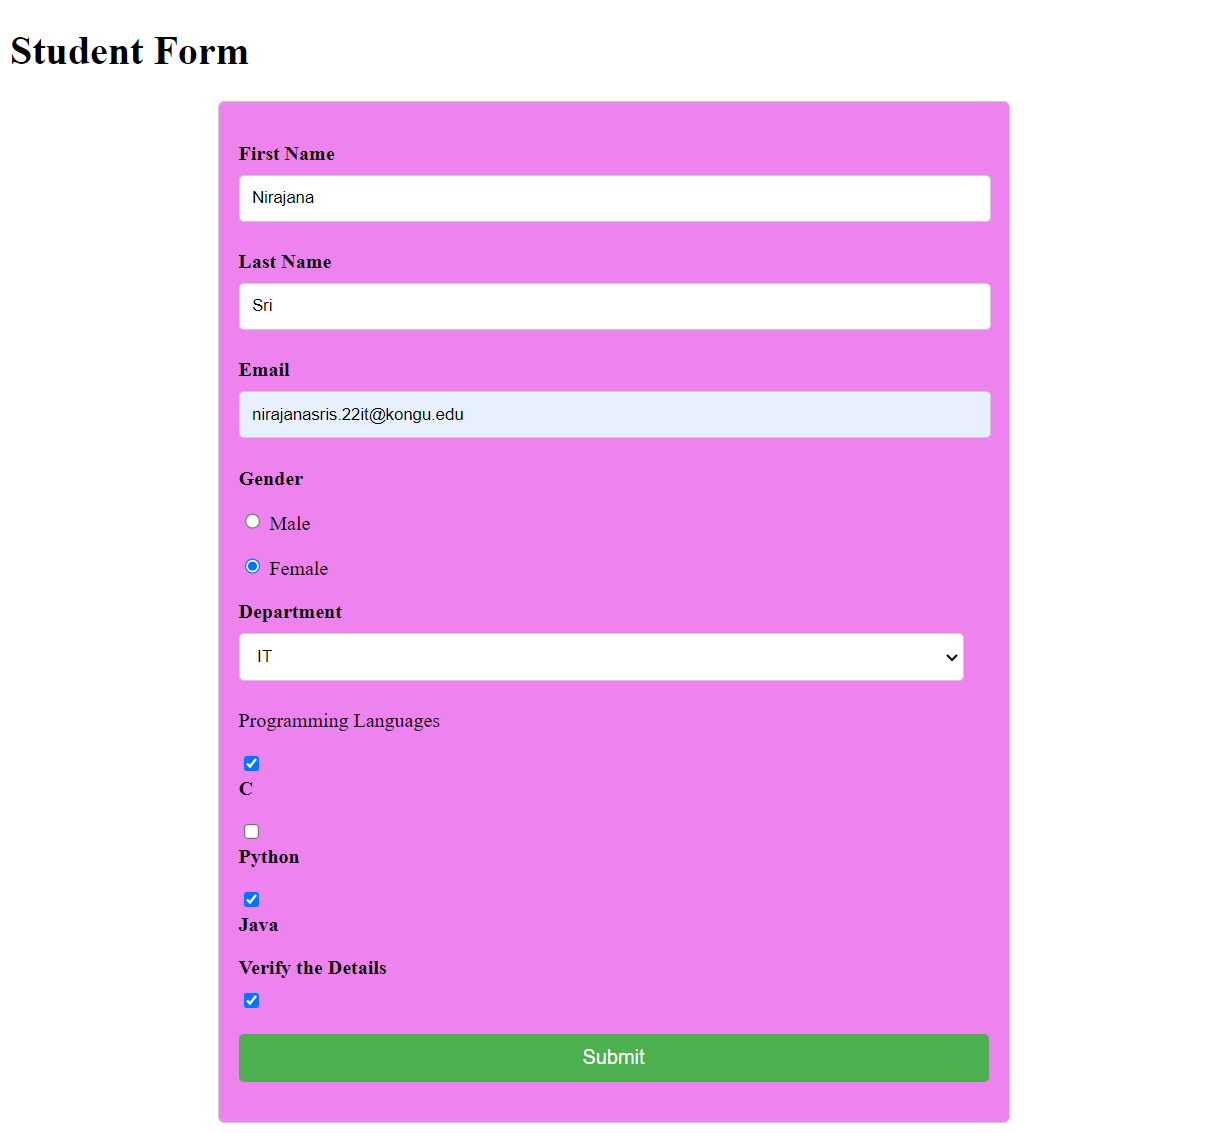 Student Form
First Name
Nirajana
Last Name
Sri
Email
nirajanasris.22it@kongu.edu
Gender
Male
Female
Department
IT
Programming Languages
C
Python
Java
Verify the Details
Submit